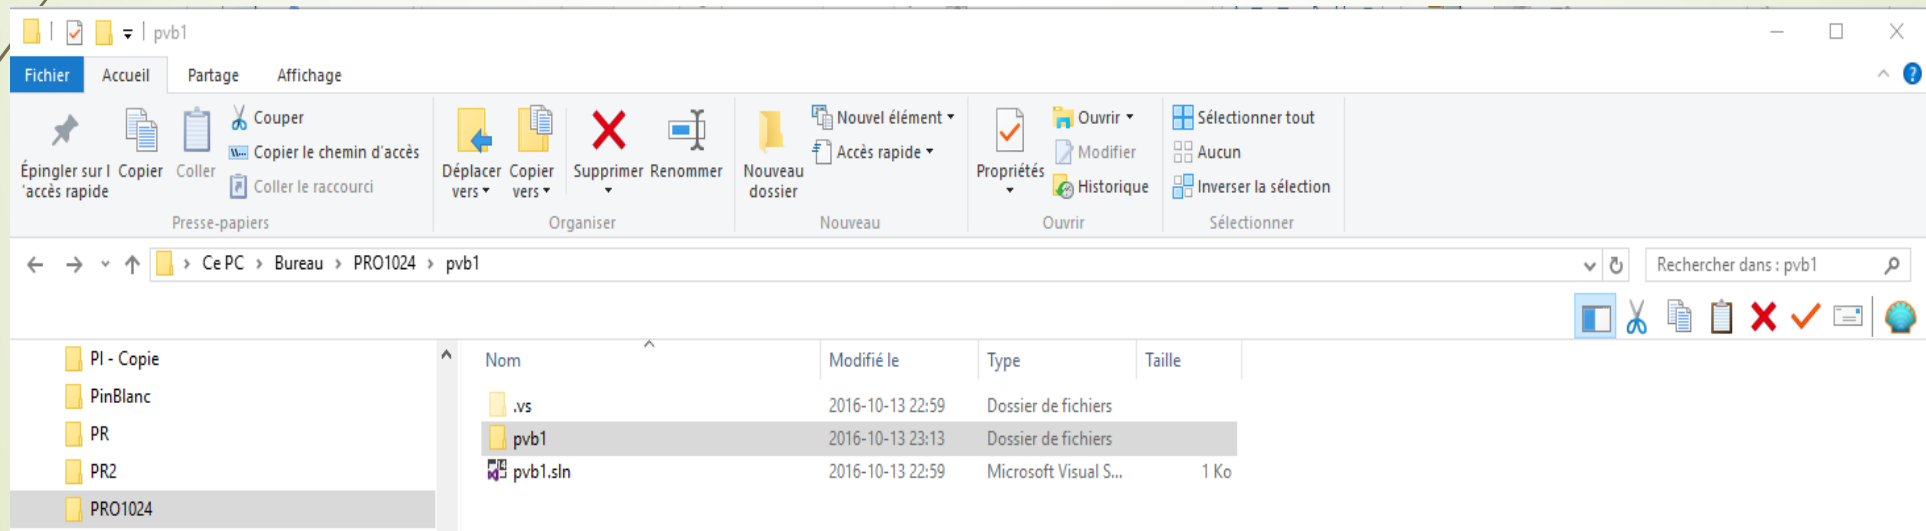 pvb1
Fichier Accueil Partage Affichage
Épingler sur l'accès rapide
Copier
Coller
Couper
Copier le chemin d'accès
Coller le raccourci
Presse-papiers
Déplacer vers
Copier vers
Supprimer
Renommer
Organiser
Nouveau dossier
Nouvel élément
Accès rapide
Nouveau
Propriétés
Ouvrir
Modifier
Historique
Ouvrir
Sélectionner tout
Aucun
Inverser la sélection
Sélectionner
Ce PC > Bureau > PRO1024 > pvb1
Rechercher dans : pvb1
PI - Copie
PinBlanc
PR
PR2
PRO1024
Nom Modifié le Type Taille
.vs 2016-10-13 22:59 Dossier de fichiers
pvb1 2016-10-13 23:13 Dossier de fichiers
pvb1.sln 2016-10-13 22:59 Microsoft Visual S... 1 Ko